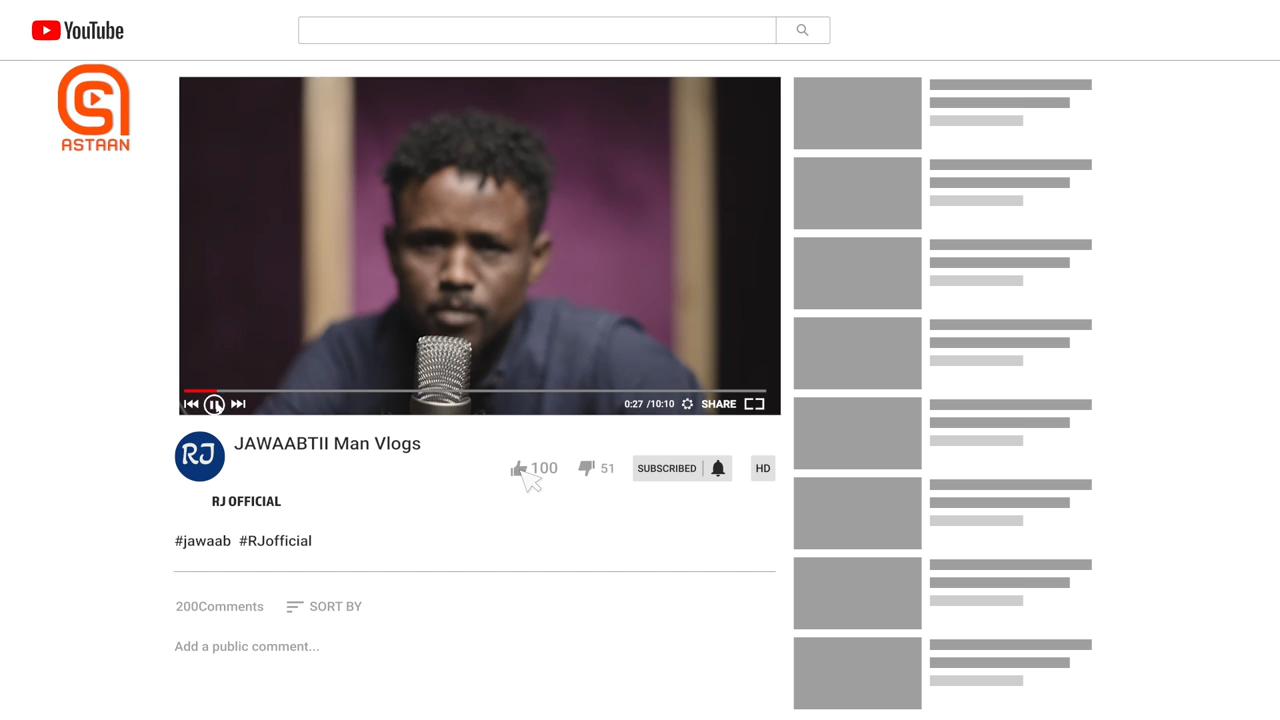 YouTube
ASTAAN
0:27 /10:10 SHARE
RJ
JAWAABTII Man Vlogs
100 51 SUBSCRIBED HD
RJ OFFICIAL
#jawaab #RJofficial
200Comments SORT BY
Add a public comment...